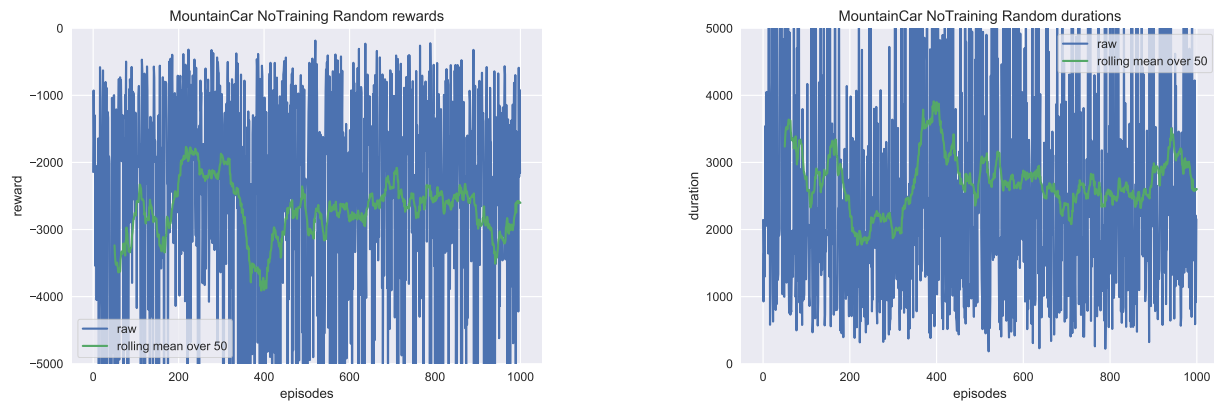 MountainCar NoTraining Random rewards
0
−1000
−2000
−3000
−4000
−5000
reward
raw
rolling mean over 50
0 200 400 600 800 1000
episodes
MountainCar NoTraining Random durations
5000
4000
3000
2000
1000
0
duration
raw
rolling mean over 50
0 200 400 600 800 1000
episodes